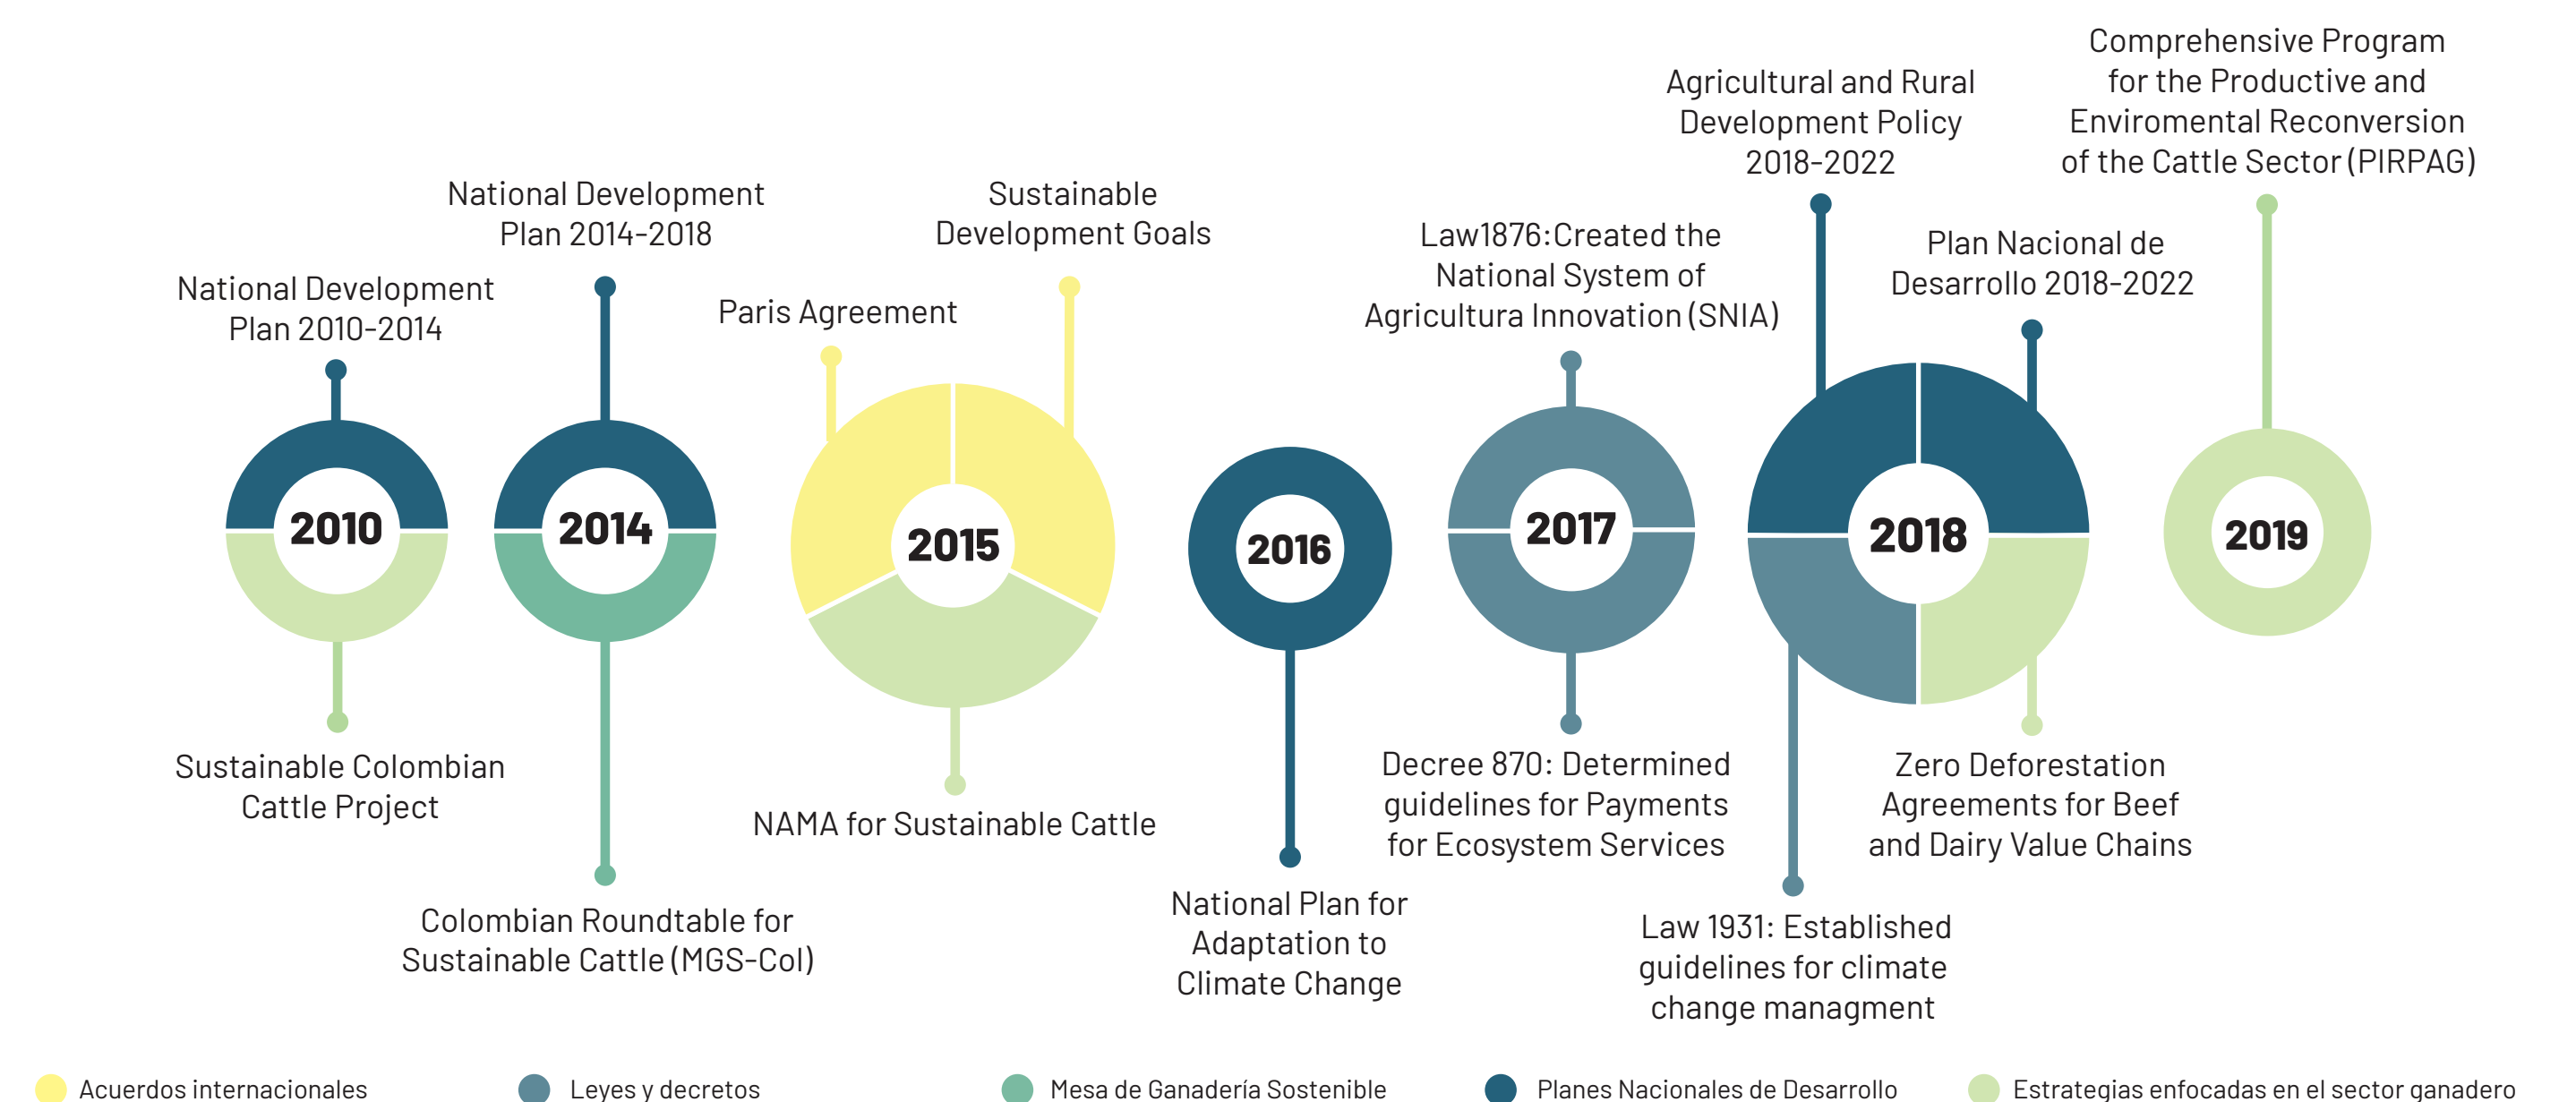 National Development
Plan 2010-2014
2010
Sustainable Colombian
Cattle Project
National Development
Plan 2014-2018
2014
Colombian Roundtable for
Sustainable Cattle (MGS-Col)
Paris Agreement
Sustainable
Development Goals
2015
NAMA for Sustainable Cattle
2016
National Plan for
Adaptation to
Climate Change
Law1876:Created the
National System of
Agricultura Innovation (SNIA)
2017
Decree 870: Determined
guidelines for Payments
for Ecosystem Services
Agricultural and Rural
Development Policy
2018-2022
Plan Nacional de
Desarrollo 2018-2022
2018
Law 1931: Established
guidelines for climate
change managment
Zero Deforestation
Agreements for Beef
and Dairy Value Chains
Comprehensive Program
for the Productive and
Enviromental Reconversion
of the Cattle Sector (PIRPAG)
2019
Acuerdos internacionales
Leyes y decretos
Mesa de Ganadería Sostenible
Planes Nacionales de Desarrollo
Estrategias enfocadas en el sector ganadero